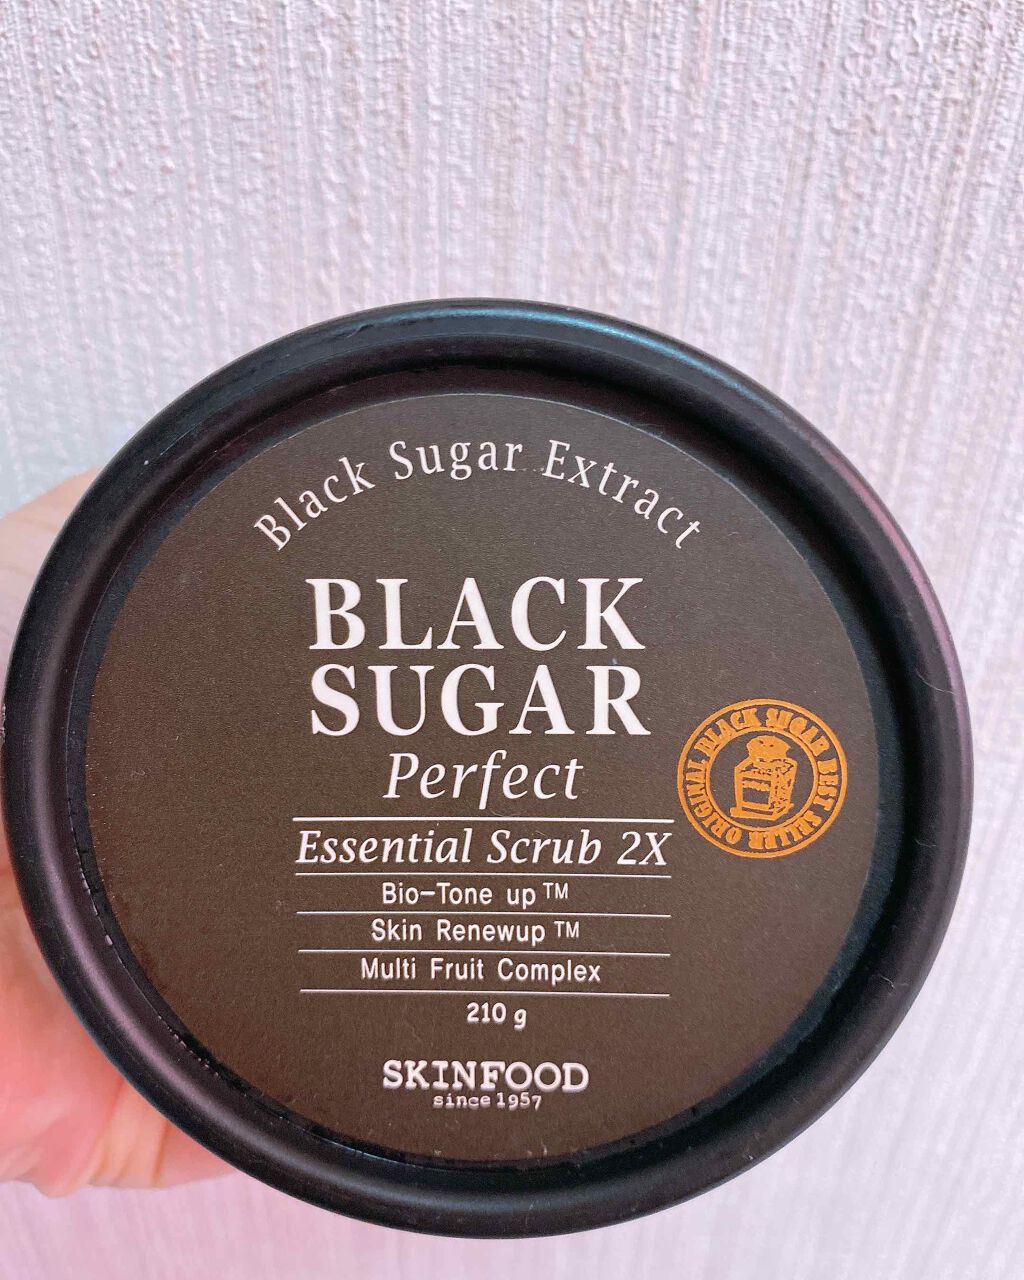 Black Sugar Extract
BLACK
SUGAR
Perfect
Essential Scrub 2X
Bio-Tone up™
Skin Renewup™
Multi Fruit Complex
210 g
SKINFOOD
since 1957
ORIGINAL BLACK SUGAR BEST SELLER